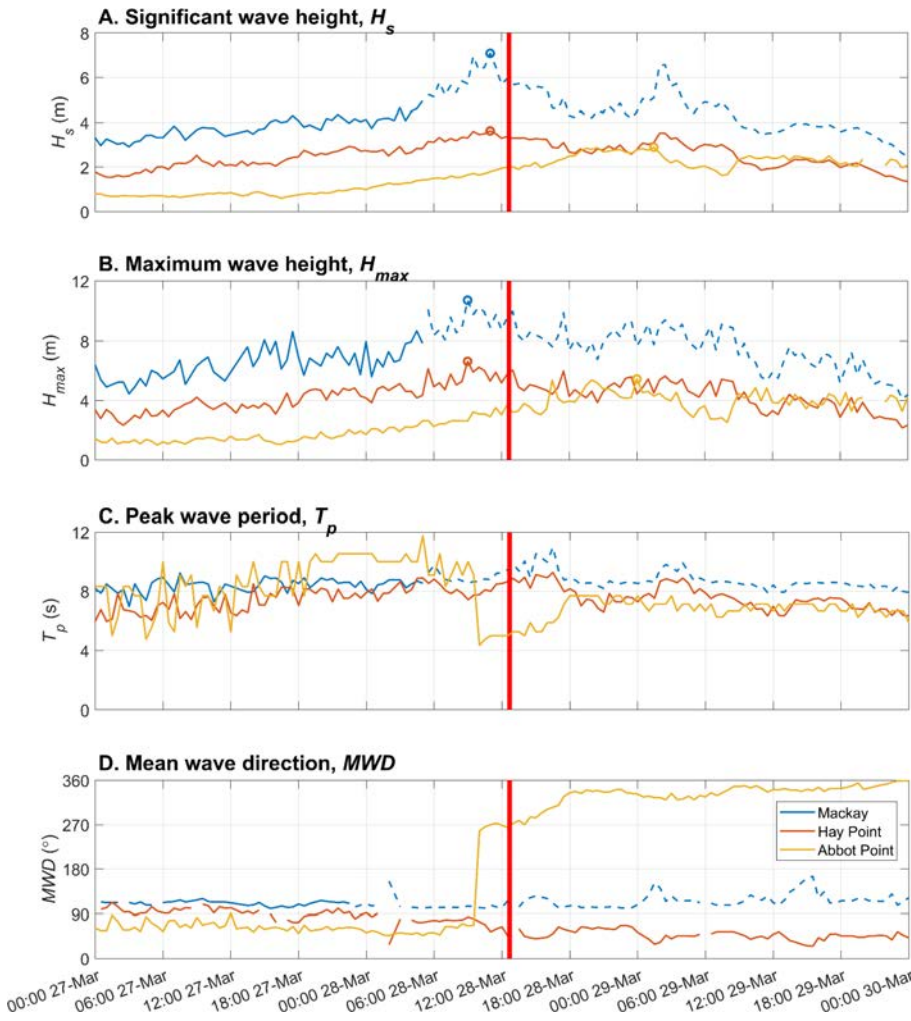 A. Significant wave height, Hs
8
6
4
2
0
Hs (m)
B. Maximum wave height, Hmax
12
8
4
0
Hmax (m)
C. Peak wave period, Tp
12
8
4
0
Tp (s)
D. Mean wave direction, MWD
360
270
180
90
0
MWD (°)
Mackay
Hay Point
Abbot Point
00:00 27-Mar
06:00 27-Mar
12:00 27-Mar
18:00 27-Mar
00:00 28-Mar
06:00 28-Mar
12:00 28-Mar
18:00 28-Mar
00:00 29-Mar
06:00 29-Mar
12:00 29-Mar
18:00 29-Mar
00:00 30-Mar